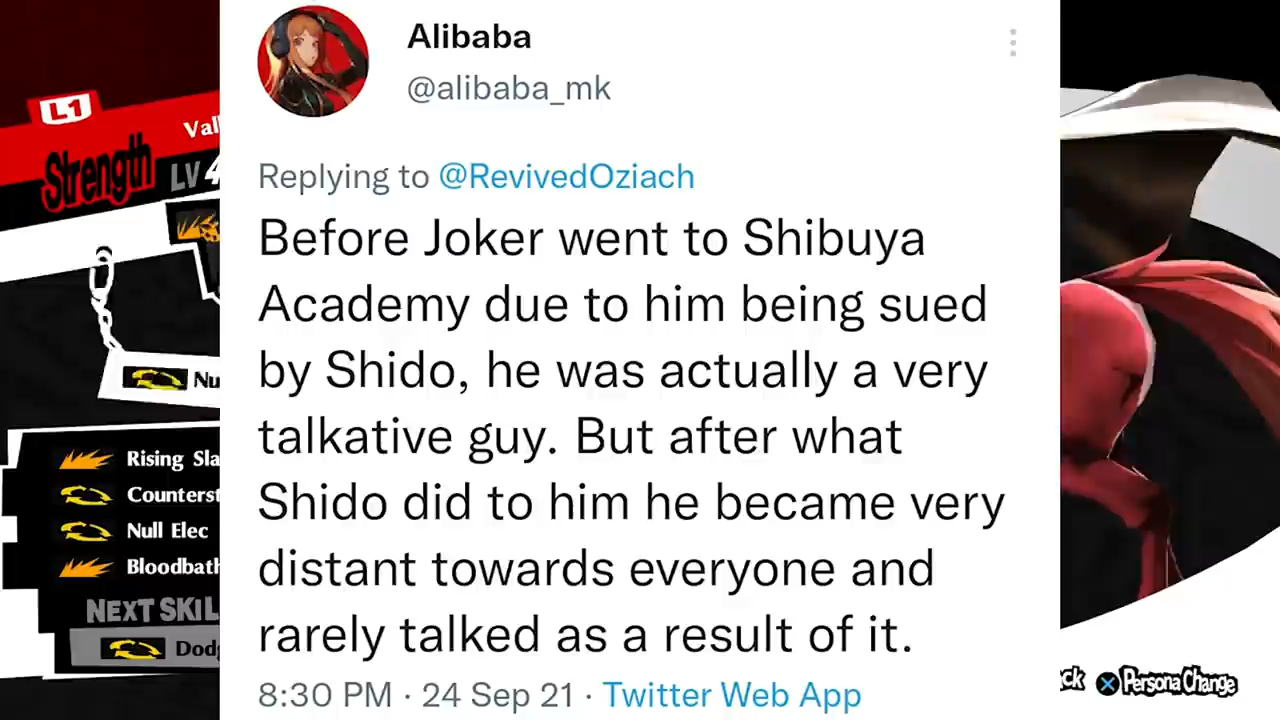 Alibaba
@alibaba_mk
Replying to @RevivedOziach
Before Joker went to Shibuya
Academy due to him being sued
by Shido, he was actually a very
talkative guy. But after what
Shido did to him he became very
distant towards everyone and
rarely talked as a result of it.
8:30 PM · 24 Sep 21 · Twitter Web App
L1
Strength
LV 4
Rising
Null Elec
NEXT
Persona Change